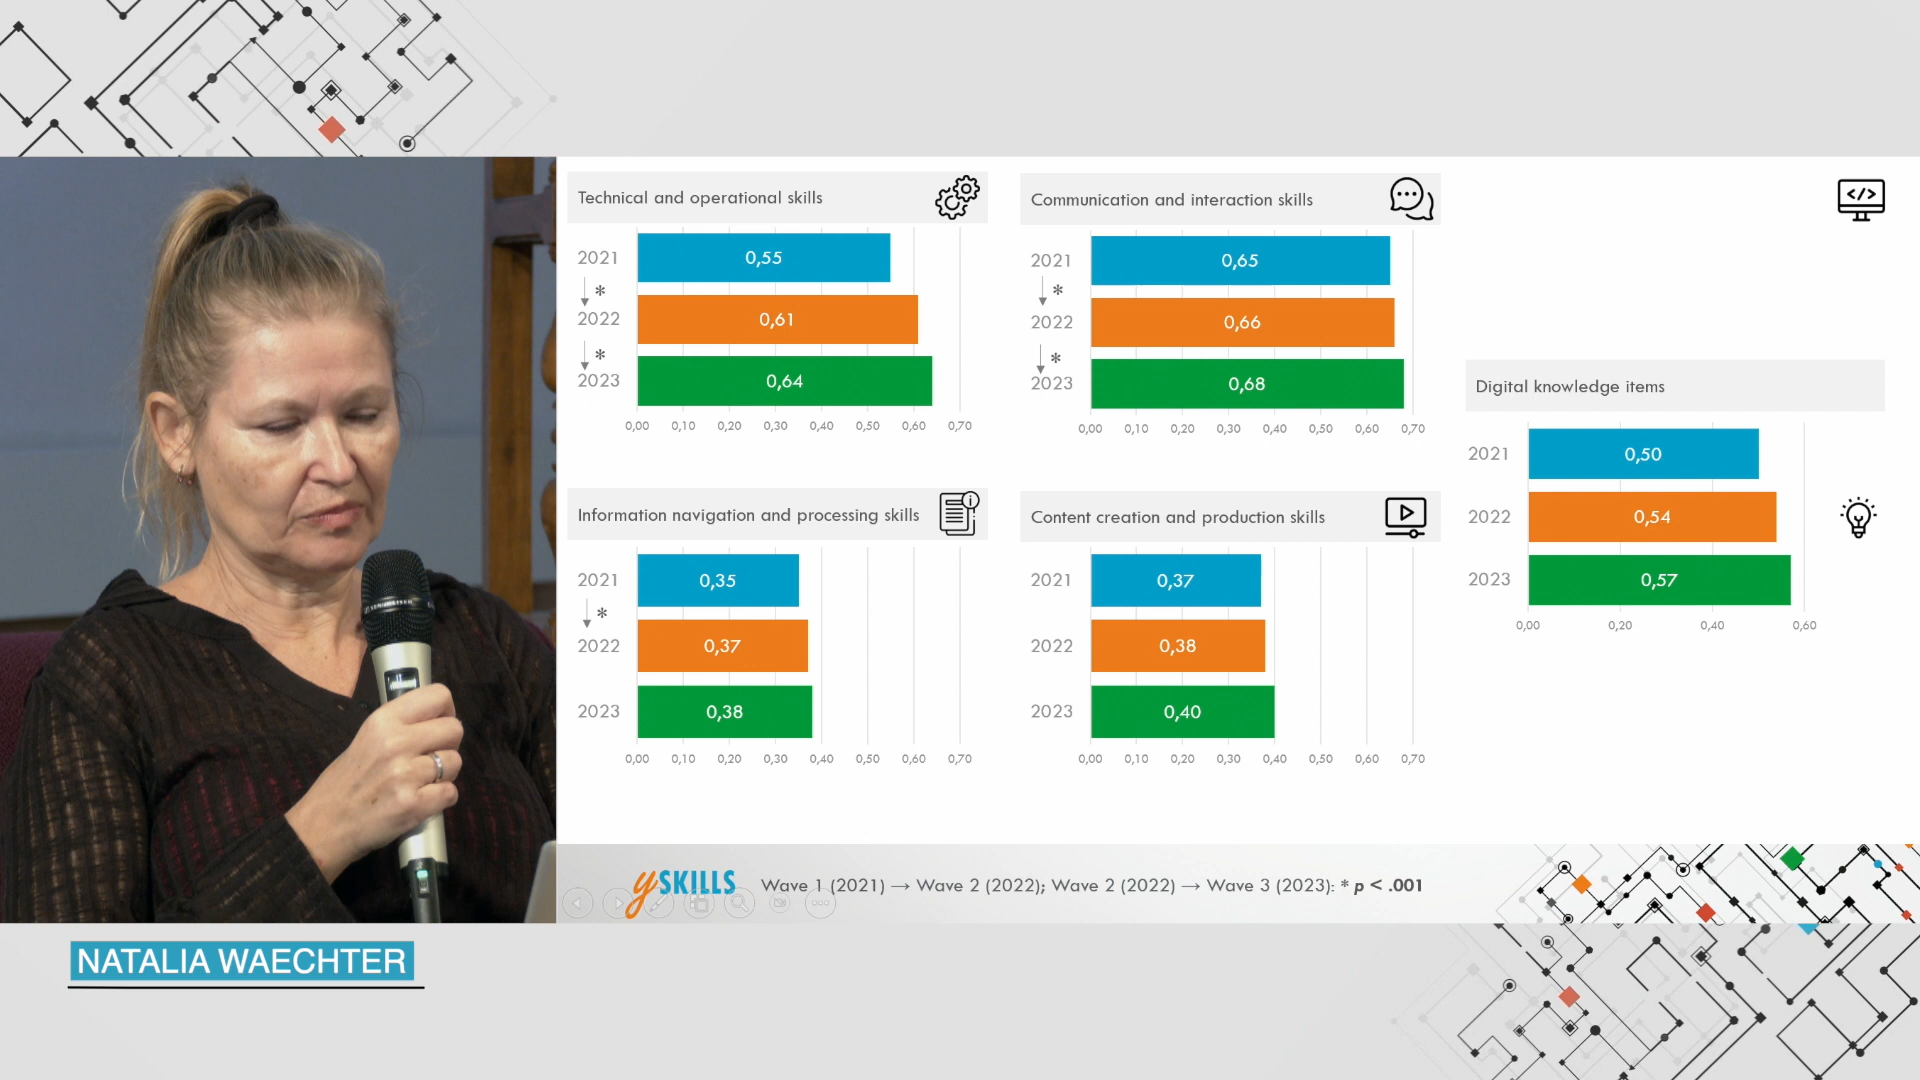 Technical and operational skills
2021
0,55
*
2022
0,61
*
2023
0,64
0,00 0,10 0,20 0,30 0,40 0,50 0,60 0,70
Communication and interaction skills
2021
0,65
*
2022
0,66
*
2023
0,68
0,00 0,10 0,20 0,30 0,40 0,50 0,60 0,70
</>
Information navigation and processing skills
2021
0,35
*
2022
0,37
2023
0,38
0,00 0,10 0,20 0,30 0,40 0,50 0,60 0,70
Content creation and production skills
2021
0,37
2022
0,38
2023
0,40
0,00 0,10 0,20 0,30 0,40 0,50 0,60 0,70
Digital knowledge items
2021
0,50
2022
0,54
2023
0,57
0,00 0,20 0,40 0,60
ySKILLS
Wave 1 (2021) → Wave 2 (2022); Wave 2 (2022) → Wave 3 (2023): * p < .001
NATALIA WAECHTER